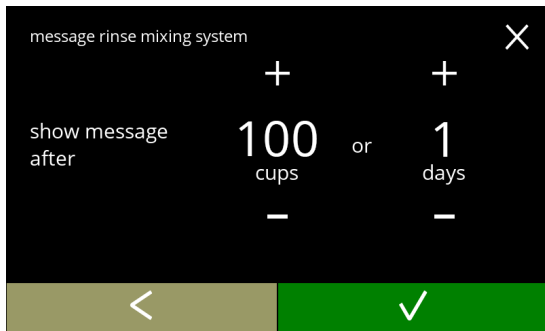 message rinse mixing system
show message
after
100
cups
or
1
days